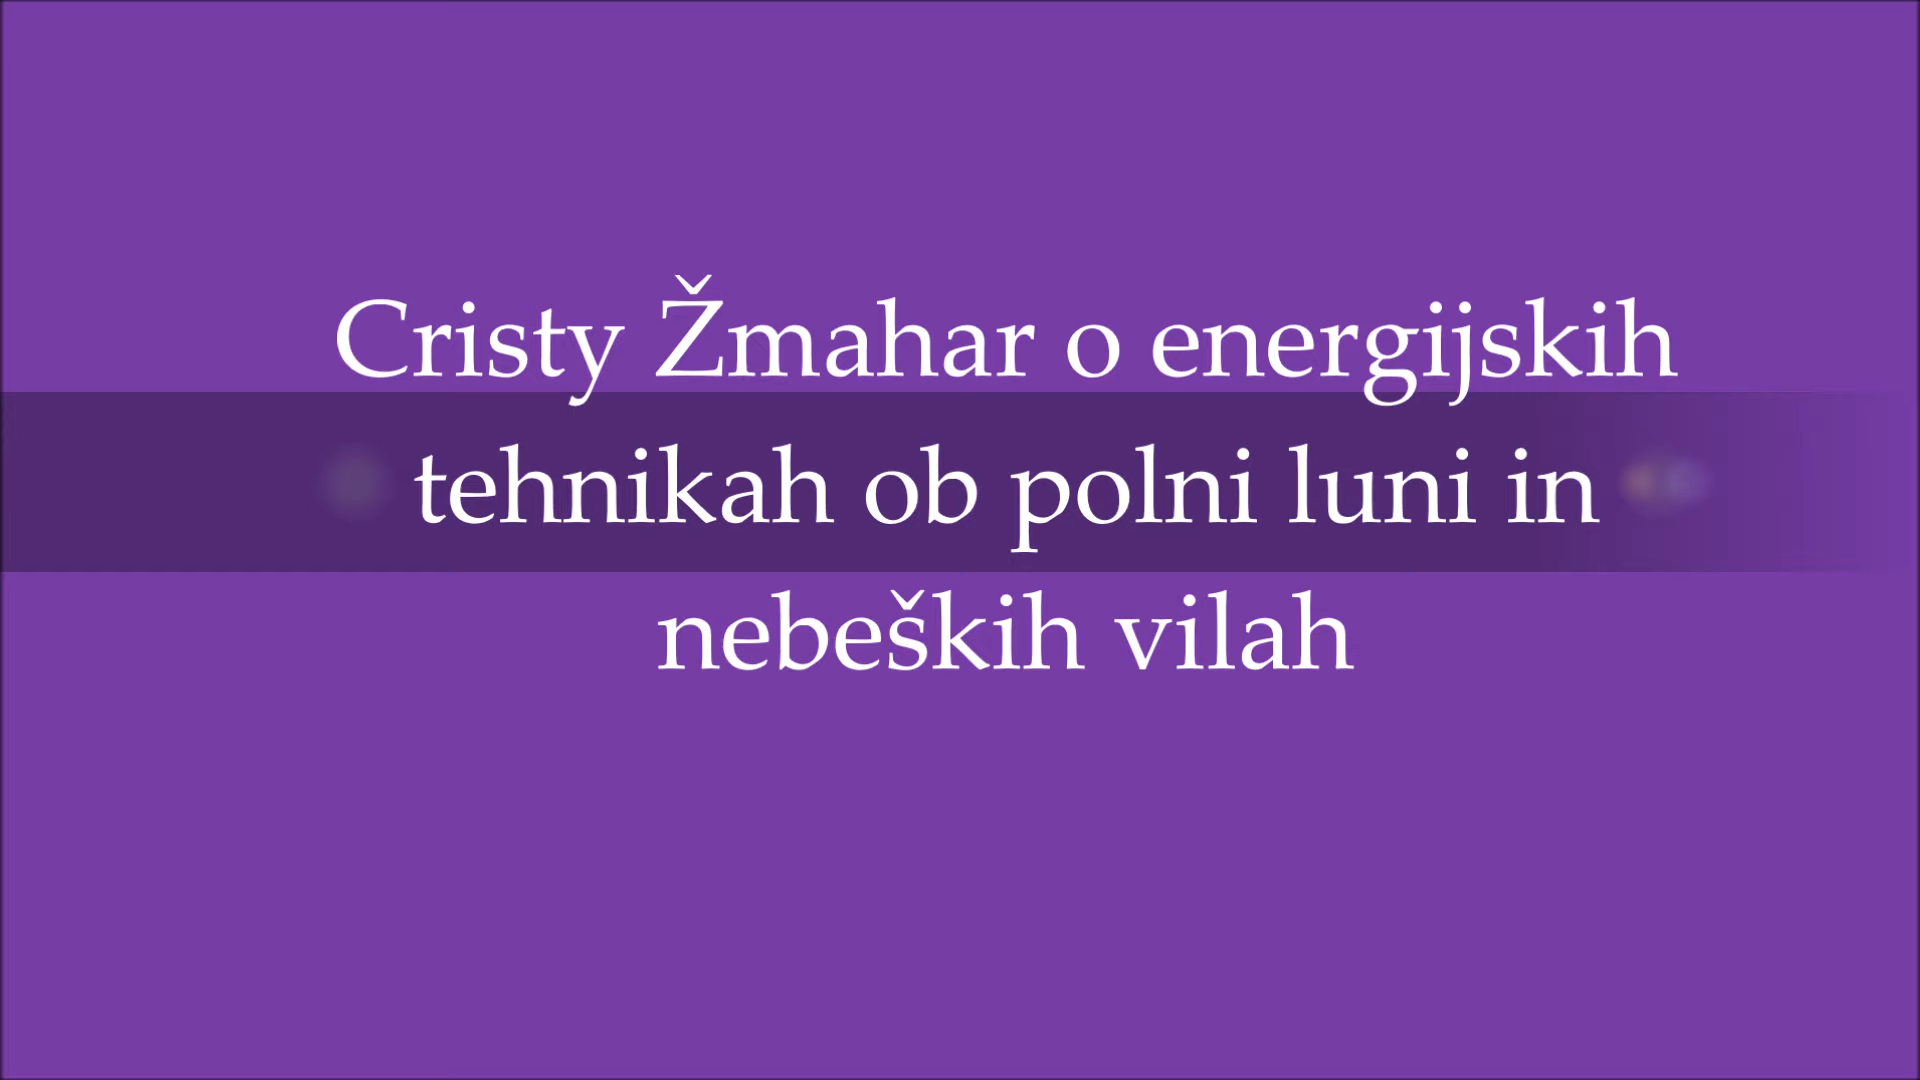 Cristy Žmahar o energijskih
tehnikah ob polni luni in
nebeških vilah